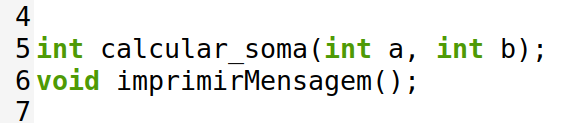 4
5 int calcular_soma(int a, int b);
6 void imprimirMensagem();
7